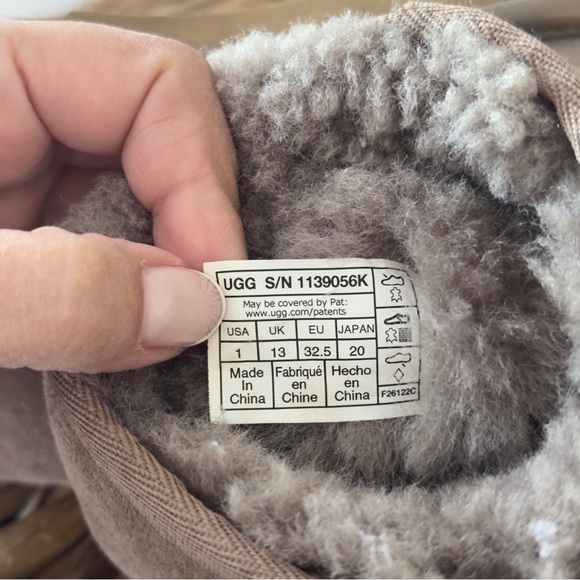 UGG S/N 1139056K
May be covered by Pat:
www.ugg.com/patents
USA UK EU JAPAN
1 13 32.5 20
Made In China
Fabriqué en Chine
Hecho en China
F26122C